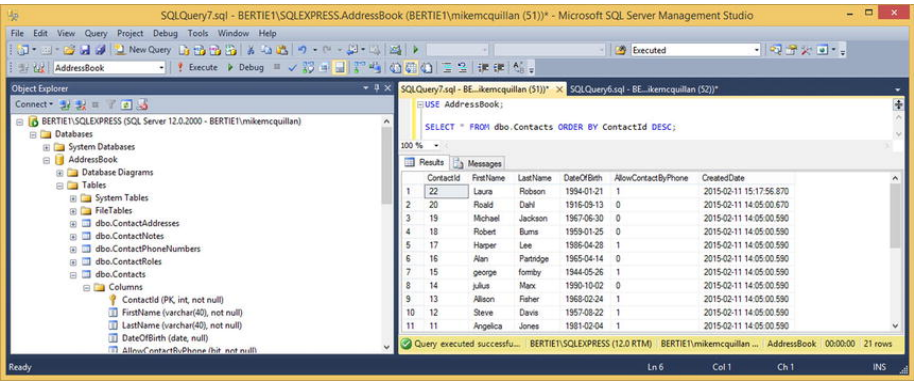 SQLQuery7.sql - BERTIE1\SQLEXPRESS.AddressBook (BERTIE1\mikemcquillan (51))* - Microsoft SQL Server Management Studio
File Edit View Query Project Debug Tools Window Help
New Query Executed
AddressBook Execute Debug
Object Explorer
Connect
BERTIE1\SQLEXPRESS (SQL Server 12.0.2000 - BERTIE1\mikemcquillan)
Databases
System Databases
AddressBook
Database Diagrams
Tables
System Tables
FileTables
dbo.ContactAddresses
dbo.ContactNotes
dbo.ContactPhoneNumbers
dbo.ContactRoles
dbo.Contacts
Columns
ContactId (PK, int, not null)
FirstName (varchar(40), not null)
LastName (varchar(40), not null)
DateOfBirth (date, null)
AllowContactByPhone (bit, not null)
SQLQuery7.sql - BE...ikemcquillan (51))* SQLQuery6.sql - BE...ikemcquillan (52))*
USE AddressBook;
SELECT * FROM dbo.Contacts ORDER BY ContactId DESC;
100 %
Results Messages
ContactId FirstName LastName DateOfBirth AllowContactByPhone CreatedDate
1 22 Laura Robson 1994-01-21 1 2015-02-11 15:17:56.870
2 20 Roald Dahl 1916-09-13 0 2015-02-11 14:05:00.670
3 19 Michael Jackson 1967-06-30 0 2015-02-11 14:05:00.590
4 18 Robert Burns 1959-01-25 0 2015-02-11 14:05:00.590
5 17 Harper Lee 1986-04-28 1 2015-02-11 14:05:00.590
6 16 Alan Partridge 1965-04-14 0 2015-02-11 14:05:00.590
7 15 george formby 1944-05-26 1 2015-02-11 14:05:00.590
8 14 julius Marx 1990-10-02 0 2015-02-11 14:05:00.590
9 13 Allison Fisher 1968-02-24 1 2015-02-11 14:05:00.590
10 12 Steve Davis 1957-08-22 1 2015-02-11 14:05:00.590
11 11 Angelica Jones 1981-02-04 1 2015-02-11 14:05:00.590
Query executed successfu... BERTIE1\SQLEXPRESS (12.0 RTM) BERTIE1\mikemcquillan ... AddressBook 00:00:00 21 rows
Ready Ln 6 Col 1 Ch 1 INS